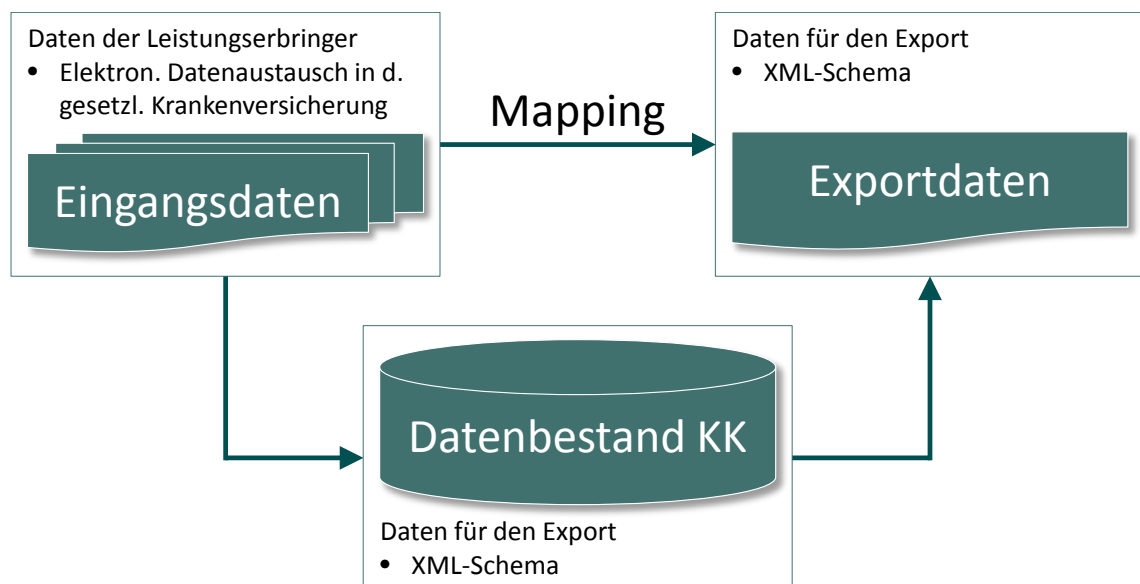 Daten der Leistungserbringer
• Elektron. Datenaustausch in d.
gesetzl. Krankenversicherung
Eingangsdaten
Mapping
Daten für den Export
• XML-Schema
Exportdaten
Datenbestand KK
Daten für den Export
• XML-Schema